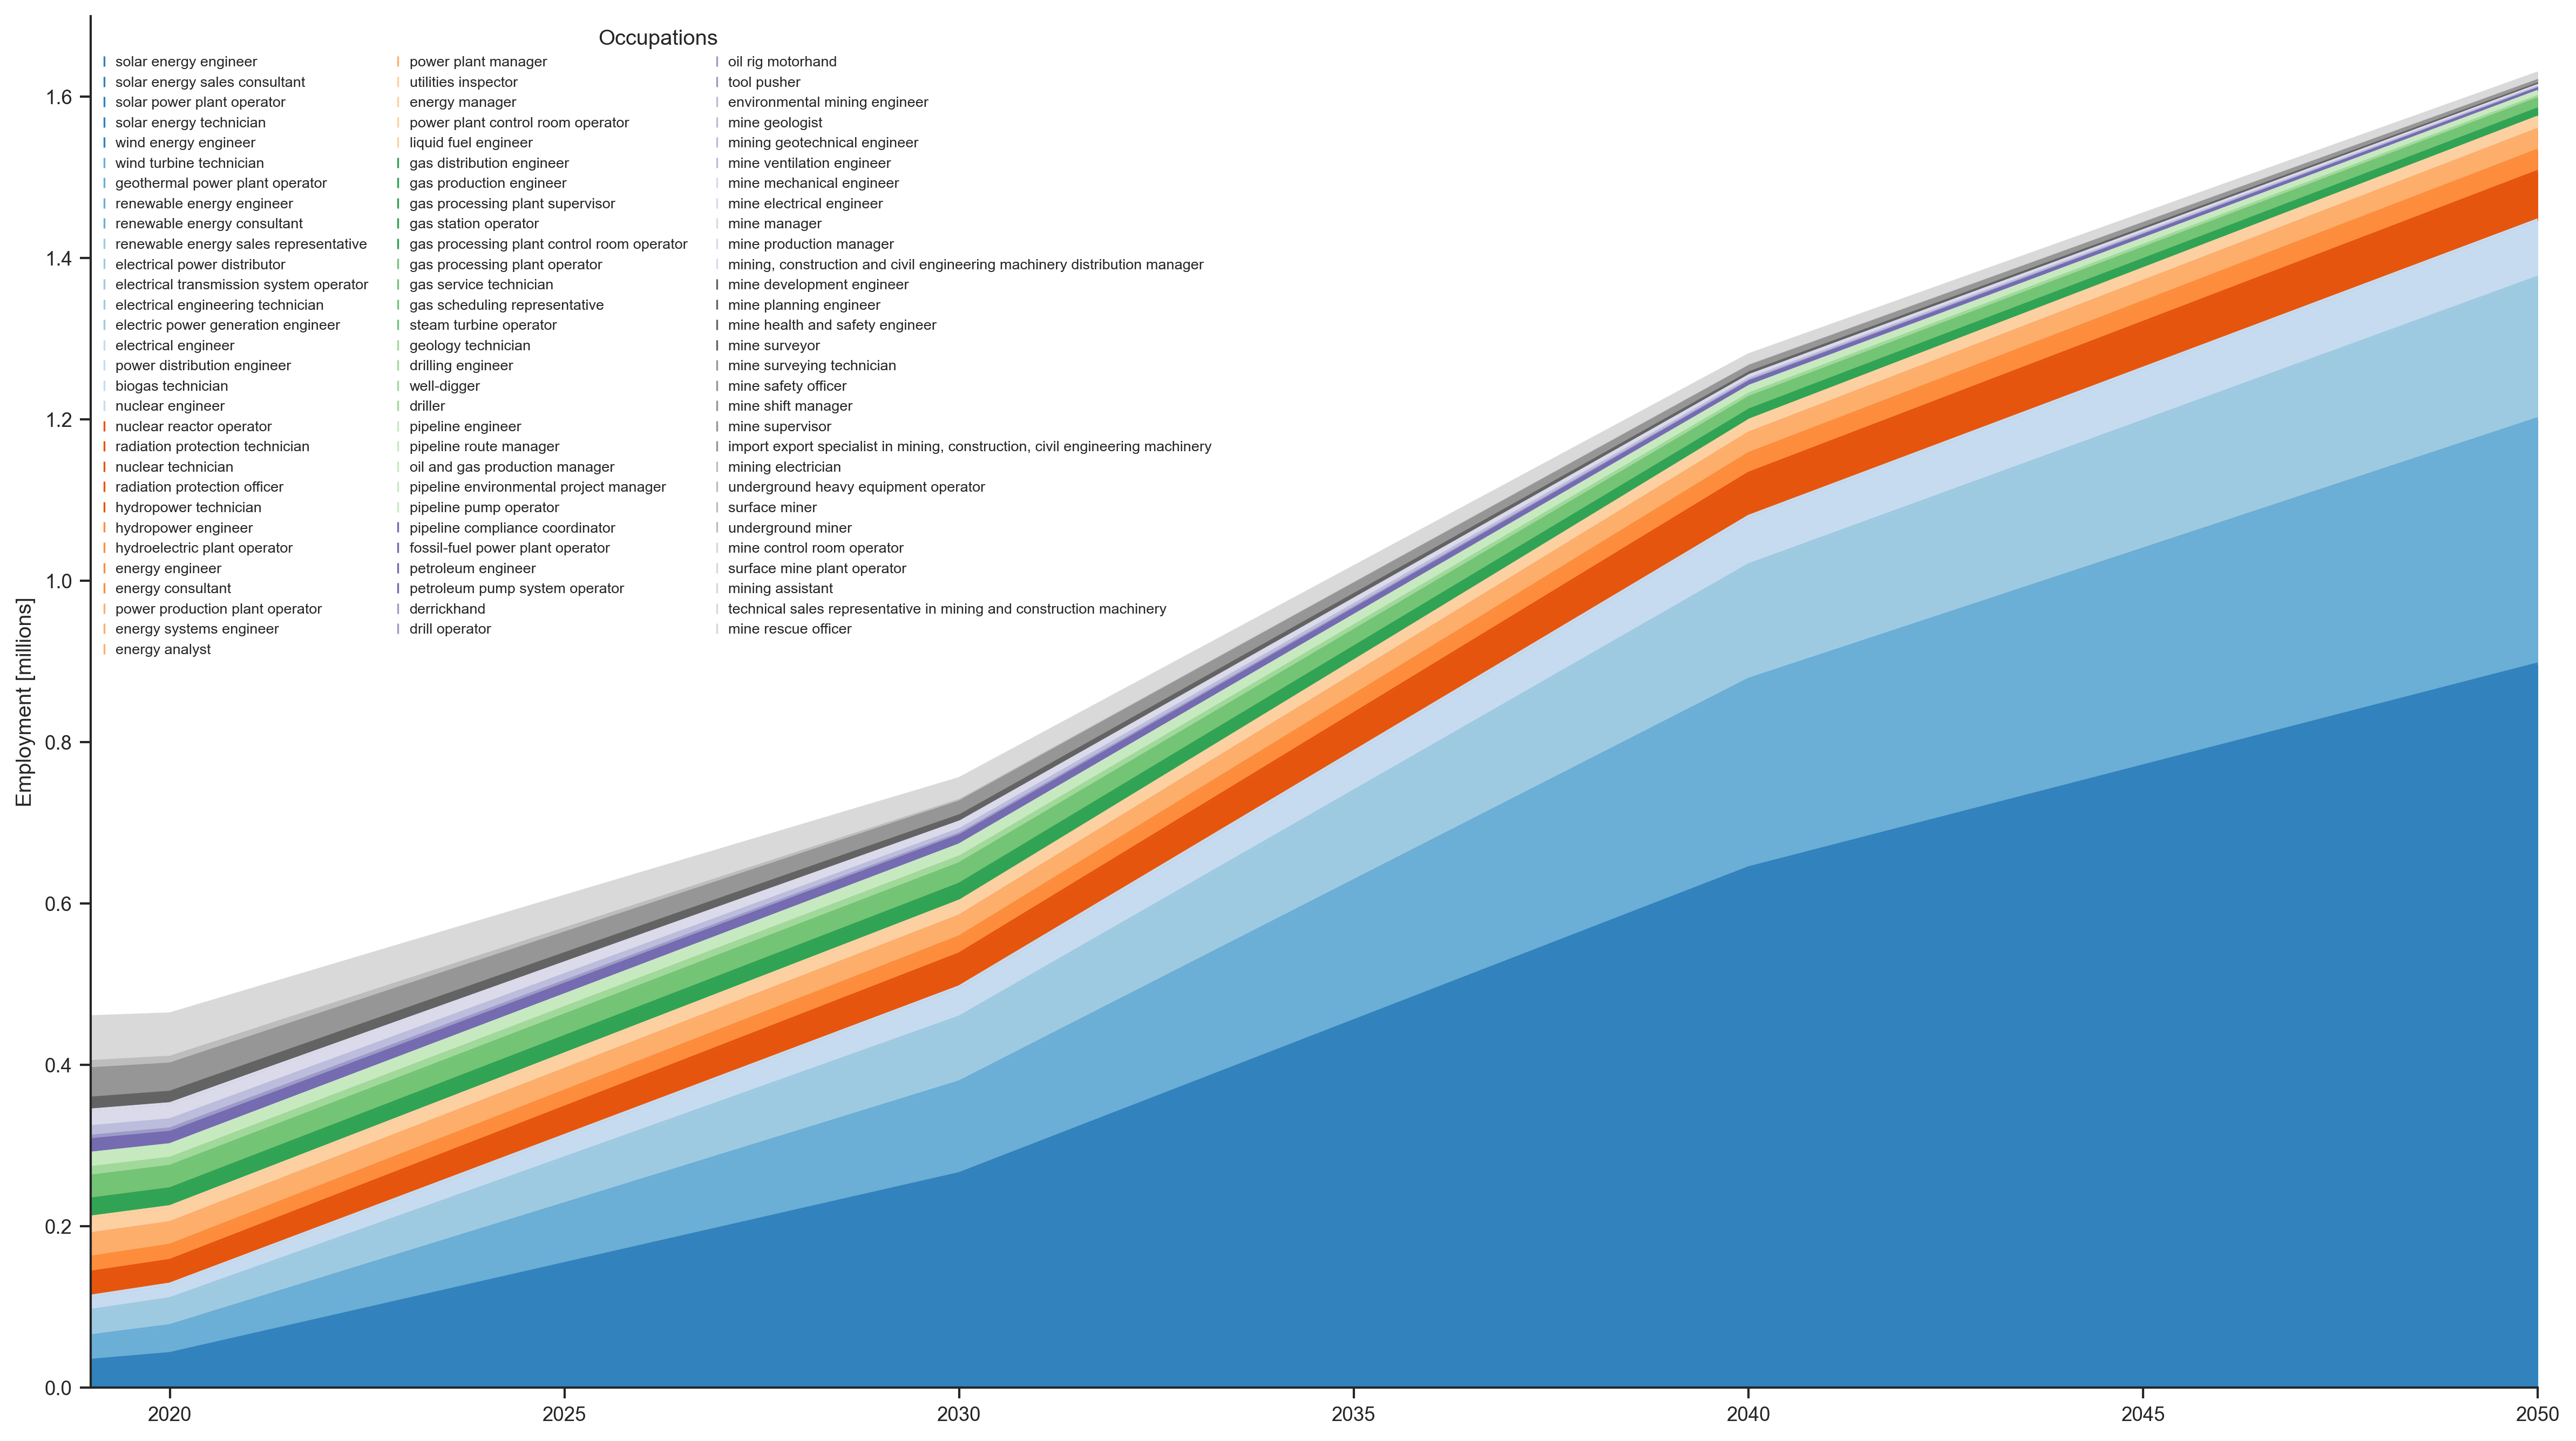 Occupations
solar energy engineer
solar energy sales consultant
solar power plant operator
solar energy technician
wind energy engineer
wind turbine technician
geothermal power plant operator
renewable energy engineer
renewable energy consultant
renewable energy sales representative
electrical power distributor
electrical transmission system operator
electrical engineering technician
electric power generation engineer
electrical engineer
power distribution engineer
biogas technician
nuclear engineer
nuclear reactor operator
radiation protection technician
nuclear technician
radiation protection officer
hydropower technician
hydropower engineer
hydroelectric plant operator
energy engineer
energy consultant
power production plant operator
energy systems engineer
energy analyst
power plant manager
utilities inspector
energy manager
power plant control room operator
liquid fuel engineer
gas distribution engineer
gas production engineer
gas processing plant supervisor
gas station operator
gas processing plant control room operator
gas processing plant operator
gas service technician
gas scheduling representative
steam turbine operator
geology technician
drilling engineer
well-digger
driller
pipeline engineer
pipeline route manager
oil and gas production manager
pipeline environmental project manager
pipeline pump operator
pipeline compliance coordinator
fossil-fuel power plant operator
petroleum engineer
petroleum pump system operator
derrickhand
drill operator
oil rig motorhand
tool pusher
environmental mining engineer
mine geologist
mining geotechnical engineer
mine ventilation engineer
mine mechanical engineer
mine electrical engineer
mine manager
mine production manager
mining, construction and civil engineering machinery distribution manager
mine development engineer
mine planning engineer
mine health and safety engineer
mine surveyor
mine surveying technician
mine safety officer
mine shift manager
mine supervisor
import export specialist in mining, construction, civil engineering machinery
mining electrician
underground heavy equipment operator
surface miner
underground miner
mine control room operator
surface mine plant operator
mining assistant
technical sales representative in mining and construction machinery
mine rescue officer
Employment [millions]
1.6
1.4
1.2
1.0
0.8
0.6
0.4
0.2
0.0
2020
2025
2030
2035
2040
2045
2050